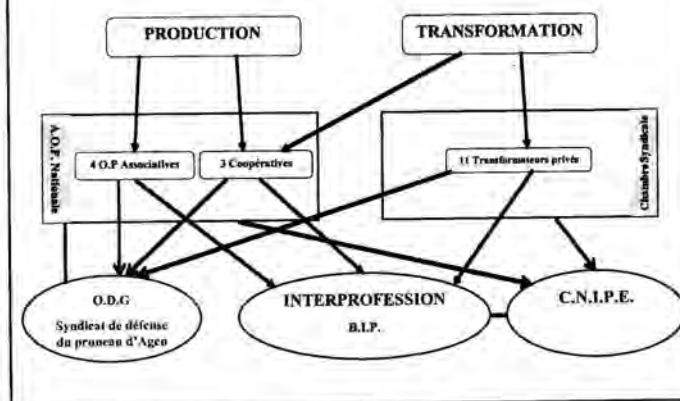 PRODUCTION
TRANSFORMATION
A.O.P. Nationale
4 O.P Associatives
3 Coopératives
11 Transformateurs privés
Chambre Syndicale
O.D.G
Syndicat de défense
du pruneau d'Agen
INTERPROFESSION
B.I.P.
C.N.I.P.E.